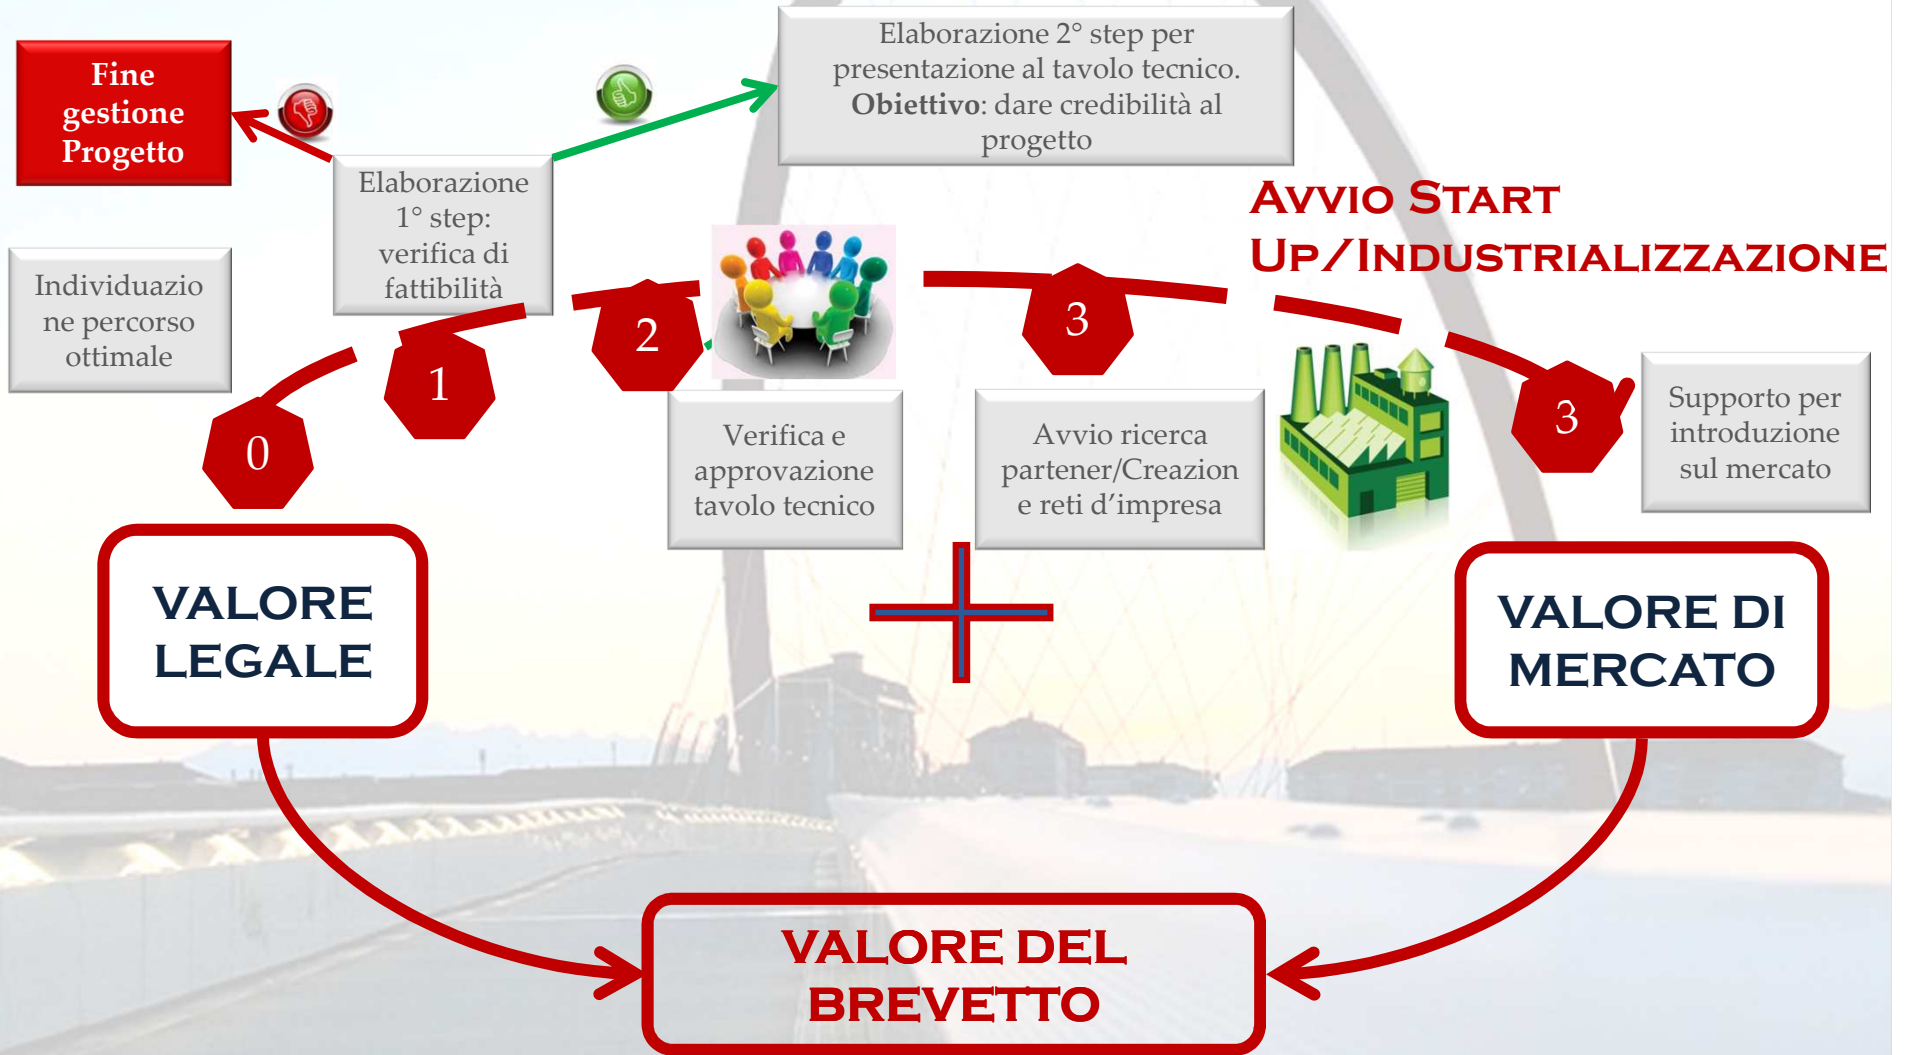 Fine
gestione
Progetto
Elaborazione 2° step per
presentazione al tavolo tecnico.
Obiettivo: dare credibilità al
progetto
Elaborazione
1° step:
verifica di
fattibilità
Individuazio
ne percorso
ottimale
Avvio Start
Up/Industrializzazione
0
1
2
3
3
Verifica e
approvazione
tavolo tecnico
Avvio ricerca
partener/Creazion
e reti d'impresa
Supporto per
introduzione
sul mercato
VALORE
LEGALE
VALORE DI
MERCATO
VALORE DEL
BREVETTO